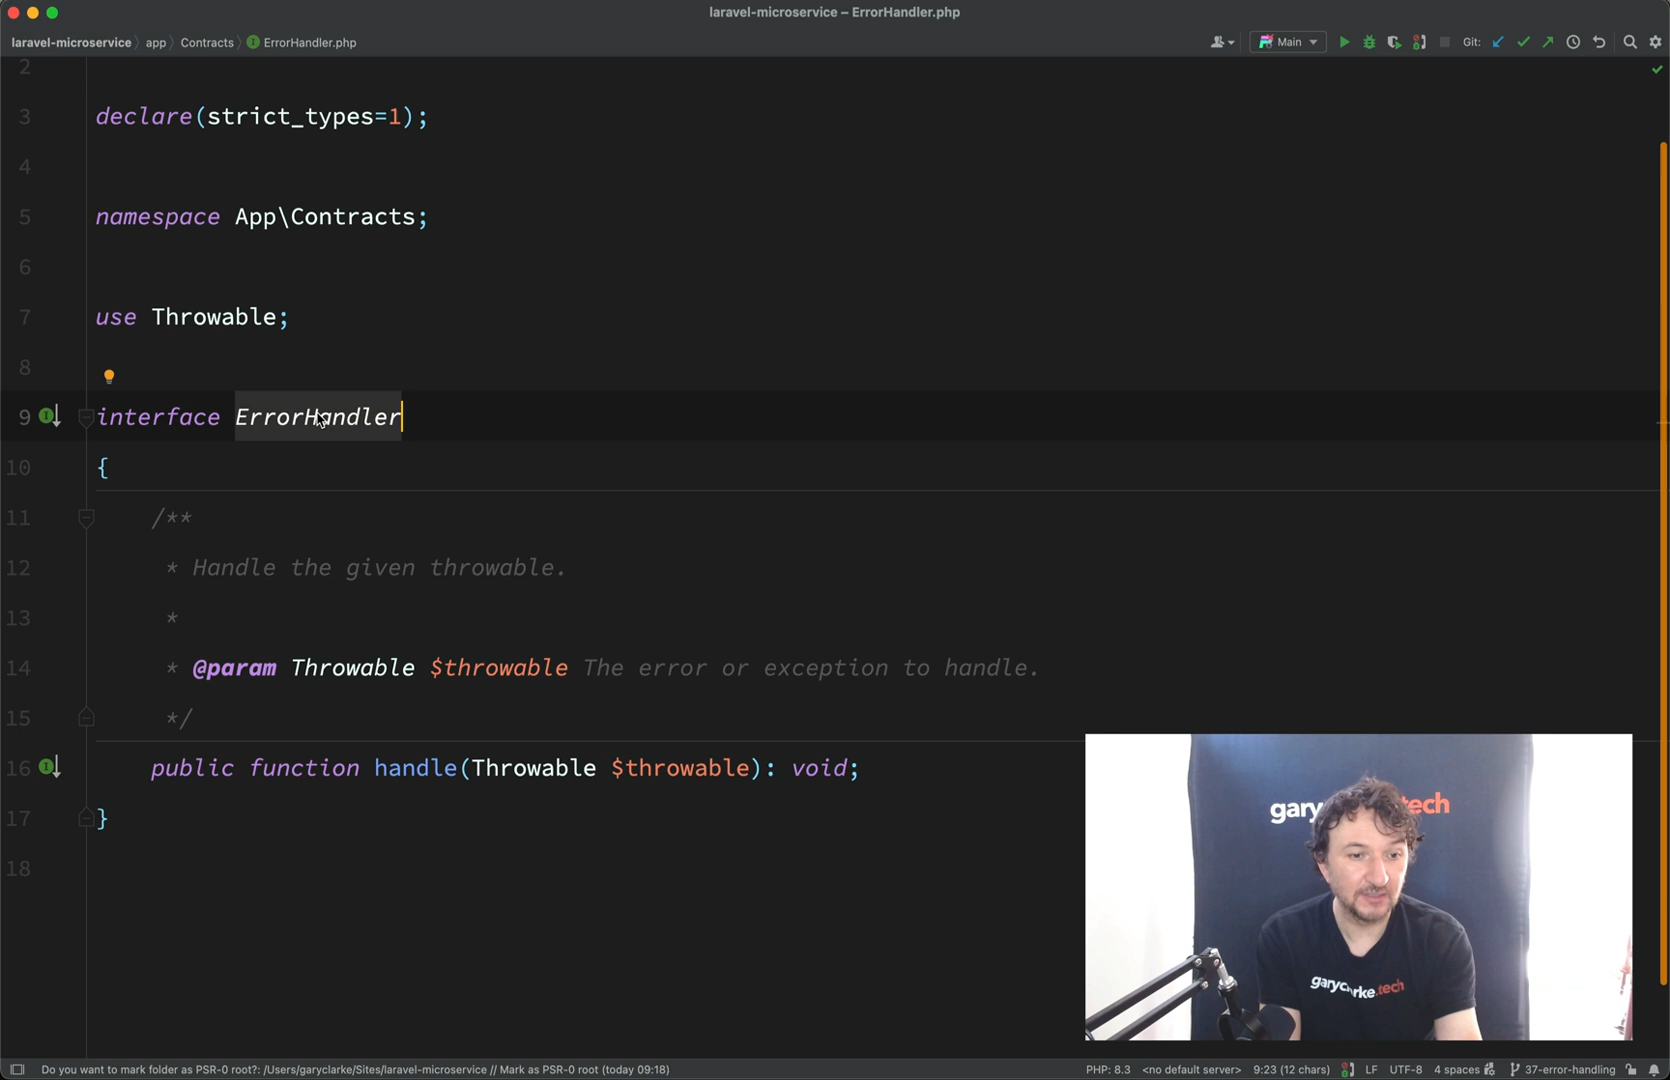 laravel-microservice – ErrorHandler.php
laravel-microservice 〉 app 〉 Contracts 〉 I ErrorHandler.php
Main
Git:
2
3 declare(strict_types=1);
4
5 namespace App\Contracts;
6
7 use Throwable;
8
9 interface ErrorHandler
10 {
11 /**
12 * Handle the given throwable.
13 *
14 * @param Throwable $throwable The error or exception to handle.
15 */
16 public function handle(Throwable $throwable): void;
17 }
18
garyclarke.tech
Do you want to mark folder as PSR-0 root?: /Users/garyclarke/Sites/laravel-microservice // Mark as PSR-0 root (today 09:18)
PHP: 8.3 <no default server> 9:23 (12 chars) LF UTF-8 4 spaces 37-error-handling